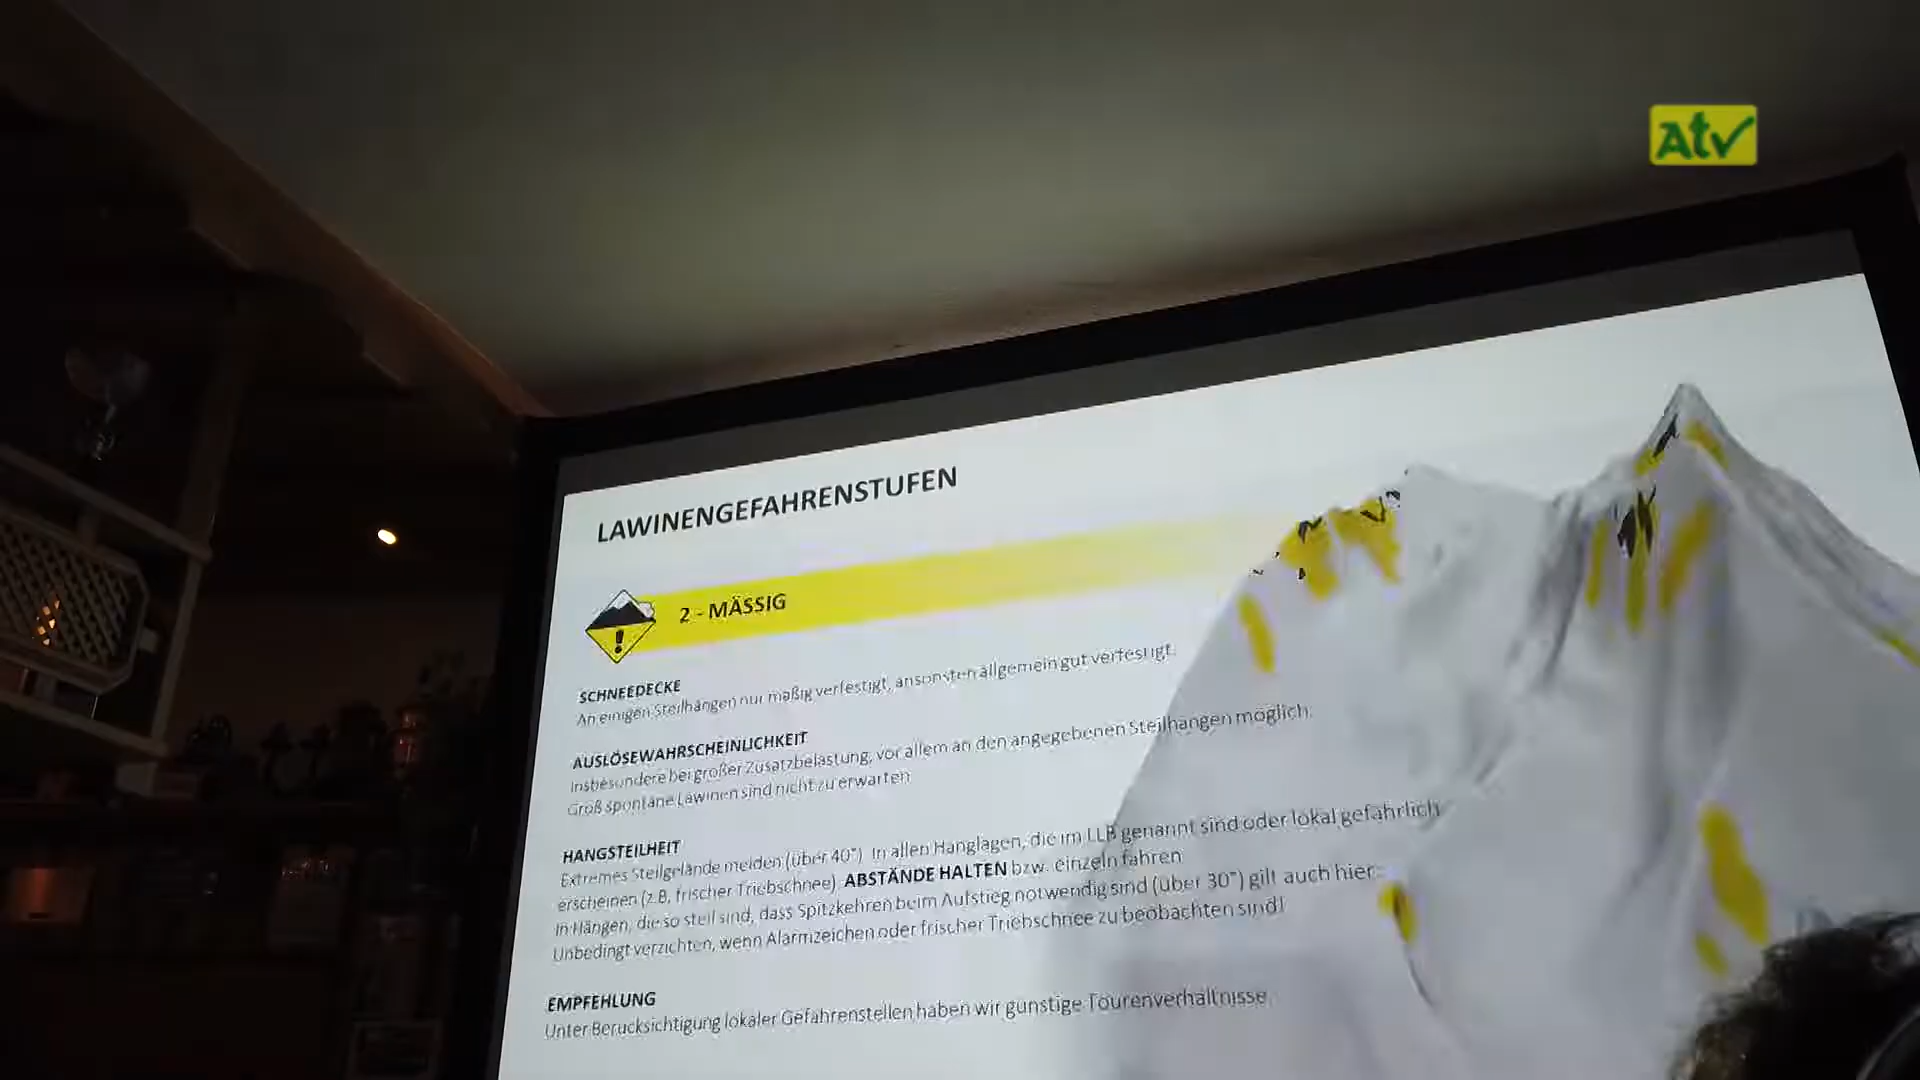 ATV
LAWINENGEFAHRENSTUFEN
2 - MÄSSIG
SCHNEEDECKE
An einigen Steilhängen nur mäßig verfestigt, ansonsten allgemein gut verfestigt.
AUSLÖSEWAHRSCHEINLICHKEIT
Insbesondere bei großer Zusatzbelastung, vor allem an den angegebenen Steilhängen möglich.
Groß spontane Lawinen sind nicht zu erwarten
HANGSTEILHEIT
Extremes Steilgelände meiden (über 40°) In allen Hanglagen, die im LLB genannt sind oder lokal gefährlich
erscheinen (z.B. frischer Triebschnee) ABSTÄNDE HALTEN bzw. einzeln fahren
In Hängen, die so steil sind, dass Spitzkehren beim Aufstieg notwendig sind (über 30°) gilt auch hier:
Unbedingt verzichten, wenn Alarmzeichen oder frischer Triebschnee zu beobachten sind!
EMPFEHLUNG
Unter Berücksichtigung lokaler Gefahrenstellen haben wir günstige Tourenverhältnisse